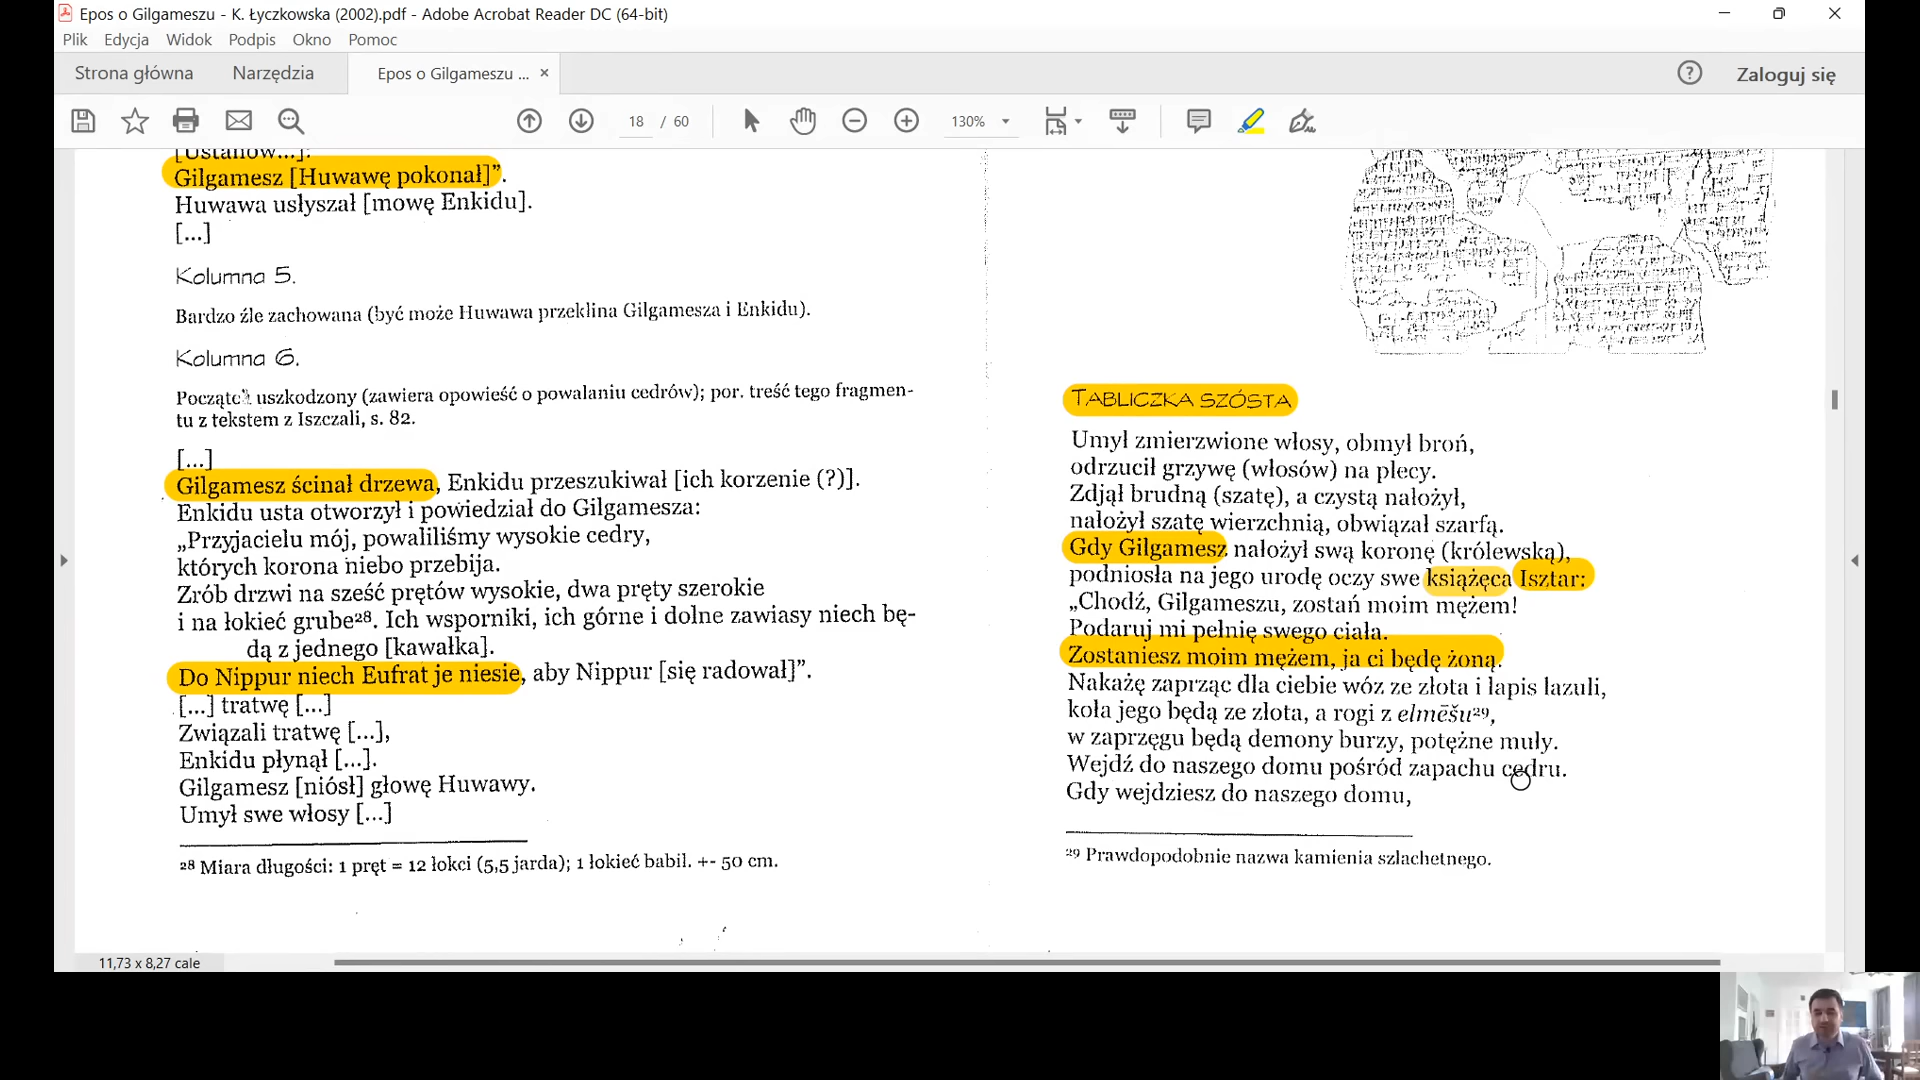 Epos o Gilgameszu - K. Łyczkowska (2002).pdf - Adobe Acrobat Reader DC (64-bit)
Plik Edycja Widok Podpis Okno Pomoc
Strona główna Narzędzia Epos o Gilgameszu ... × Zaloguj się
18 / 60 130%
[Ustanów...]:
Gilgamesz [Huwawę pokonał]”.
Huwawa usłyszał [mowę Enkidu].
[...]
Kolumna 5.
Bardzo źle zachowana (być może Huwawa przeklina Gilgamesza i Enkidu).
Kolumna 6.
Początek uszkodzony (zawiera opowieść o powalaniu cedrów); por. treść tego fragmen-
tu z tekstem z Iszczali, s. 82.
[...]
Gilgamesz ścinał drzewa, Enkidu przeszukiwał [ich korzenie (?)].
Enkidu usta otworzył i powiedział do Gilgamesza:
„Przyjacielu mój, powaliliśmy wysokie cedry,
których korona niebo przebija.
Zrób drzwi na sześć prętów wysokie, dwa pręty szerokie
i na łokieć grube²⁸. Ich wsporniki, ich górne i dolne zawiasy niech bę-
dą z jednego [kawałka].
Do Nippur niech Eufrat je niesie, aby Nippur [się radował]”.
[...] tratwę [...]
Związali tratwę [...],
Enkidu płynął [...].
Gilgamesz [niósł] głowę Huwawy.
Umył swe włosy [...]
²⁸ Miara długości: 1 pręt = 12 łokci (5,5 jarda); 1 łokieć babil. +- 50 cm.
TABLICZKA SZÓSTA
Umył zmierzwione włosy, obmył broń,
odrzucił grzywę (włosów) na plecy.
Zdjął brudną (szatę), a czystą nałożył,
nałożył szatę wierzchnią, obwiązał szarfą.
Gdy Gilgamesz nałożył swą koronę (królewską),
podniosła na jego urodę oczy swe książęca Isztar:
„Chodź, Gilgameszu, zostań moim mężem!
Podaruj mi pełnię swego ciała.
Zostaniesz moim mężem, ja ci będę żoną.
Nakażę zaprząc dla ciebie wóz ze złota i lapis lazuli,
koła jego będą ze złota, a rogi z elmēšu²⁹,
w zaprzęgu będą demony burzy, potężne muły.
Wejdź do naszego domu pośród zapachu cedru.
Gdy wejdziesz do naszego domu,
²⁹ Prawdopodobnie nazwa kamienia szlachetnego.
11,73 x 8,27 cale